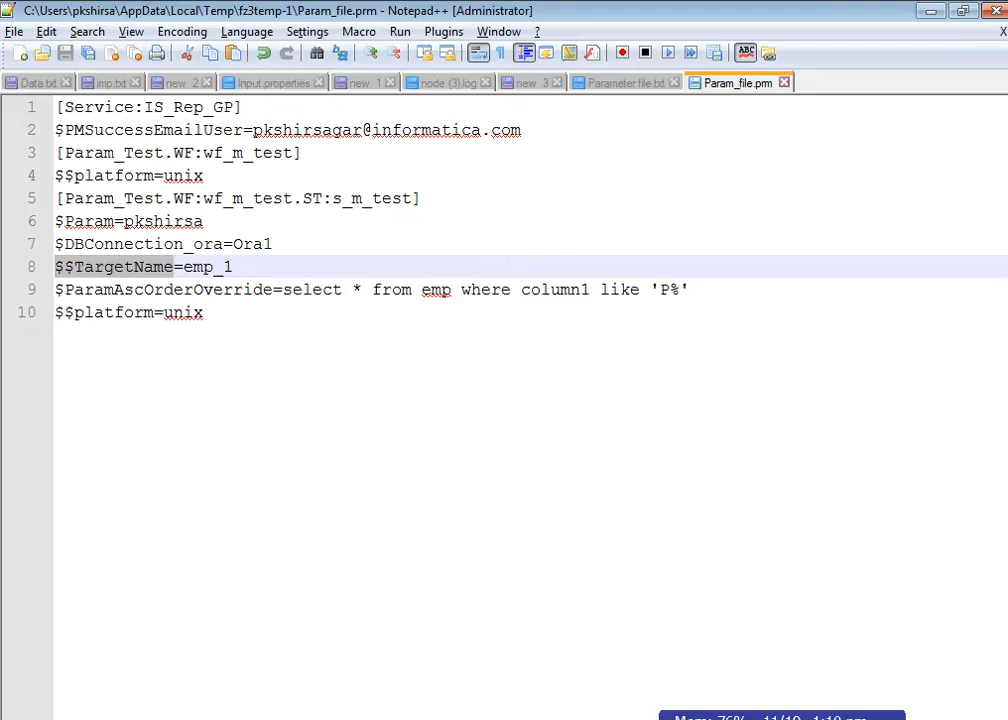 C:\Users\pkshirsa\AppData\Local\Temp\fz3temp-1\Param_file.prm - Notepad++ [Administrator]
File Edit Search View Encoding Language Settings Macro Run Plugins Window ? X
ABC
Data.txt imp.txt new 2 Input properties new 1 node (3).log new 3 Parameter file.txt Param_file.prm
1 [Service:IS_Rep_GP]
2 $PMSuccessEmailUser=pkshirsagar@informatica.com
3 [Param_Test.WF:wf_m_test]
4 $$platform=unix
5 [Param_Test.WF:wf_m_test.ST:s_m_test]
6 $Param=pkshirsa
7 $DBConnection_ora=Ora1
8 $$TargetName=emp_1
9 $ParamAscOrderOverride=select * from emp where column1 like 'P%'
10 $$platform=unix